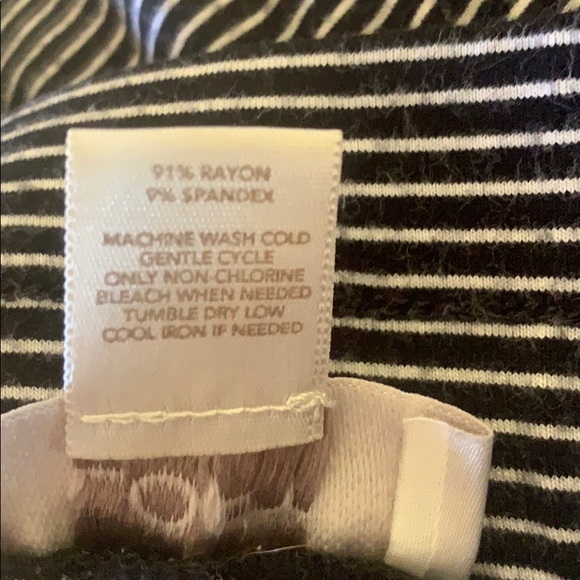 91% RAYON
9% SPANDEX
MACHINE WASH COLD
GENTLE CYCLE
ONLY NON-CHLORINE
BLEACH WHEN NEEDED
TUMBLE DRY LOW
COOL IRON IF NEEDED